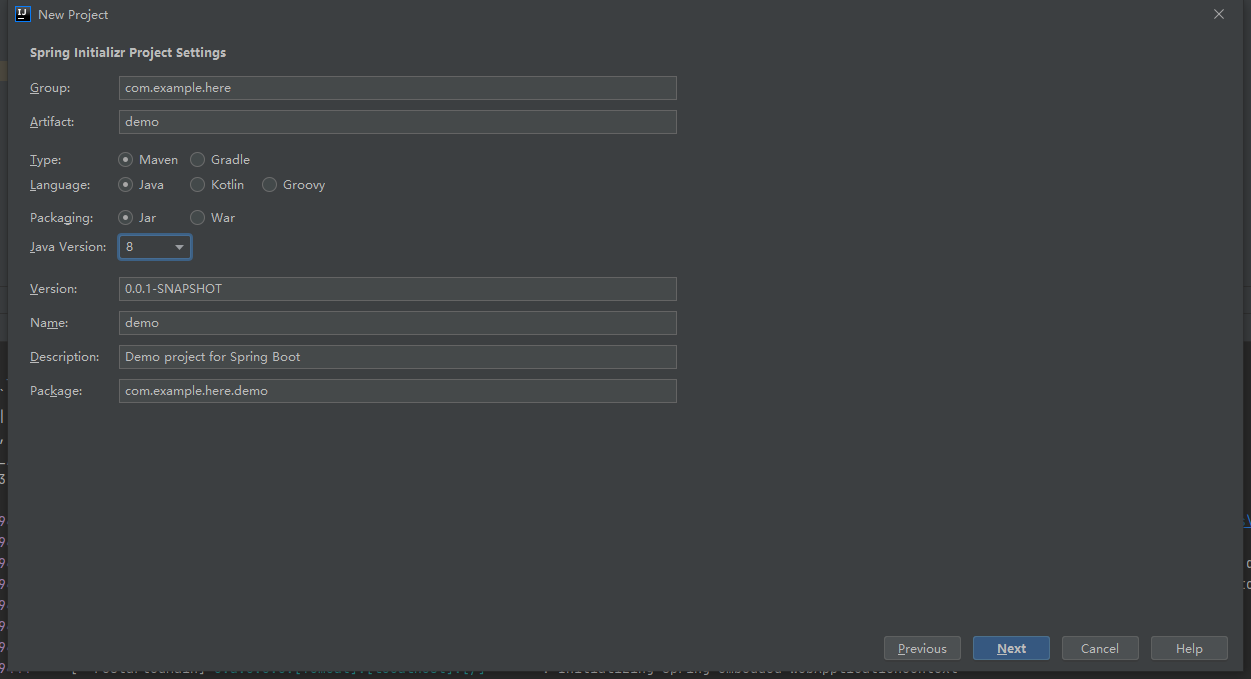 New Project
Spring Initializr Project Settings
Group: com.example.here
Artifact: demo
Type: Maven Gradle
Language: Java Kotlin Groovy
Packaging: Jar War
Java Version: 8
Version: 0.0.1-SNAPSHOT
Name: demo
Description: Demo project for Spring Boot
Package: com.example.here.demo
Previous Next Cancel Help